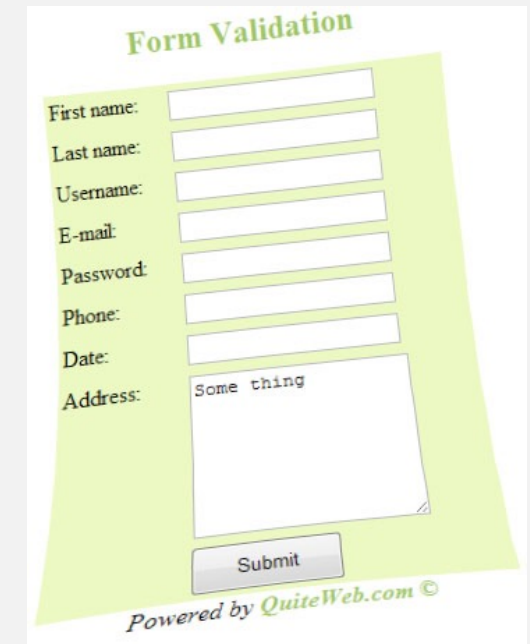 Form Validation
First name:
Last name:
Username:
E-mail:
Password:
Phone:
Date:
Address:
Some thing
Submit
Powered by QuiteWeb.com ©